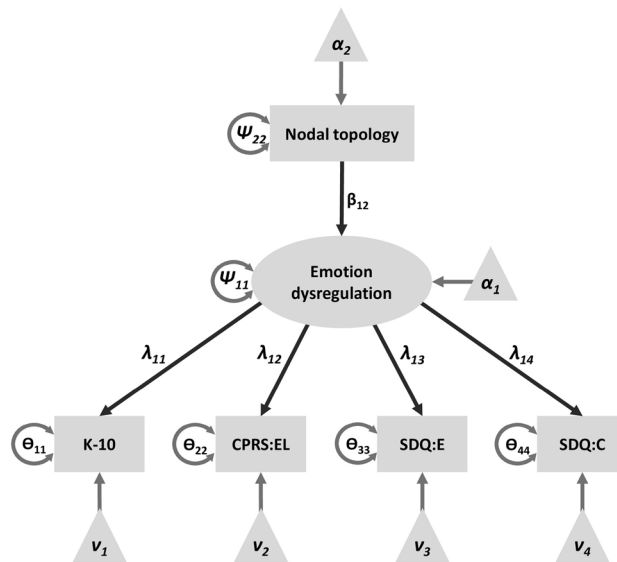 α2
Ψ22
Nodal topology
β12
Emotion
dysregulation
Ψ11
α1
λ11
λ12
λ13
λ14
ϴ11
K-10
ϴ22
CPRS:EL
ϴ33
SDQ:E
ϴ44
SDQ:C
ν1
ν2
ν3
ν4